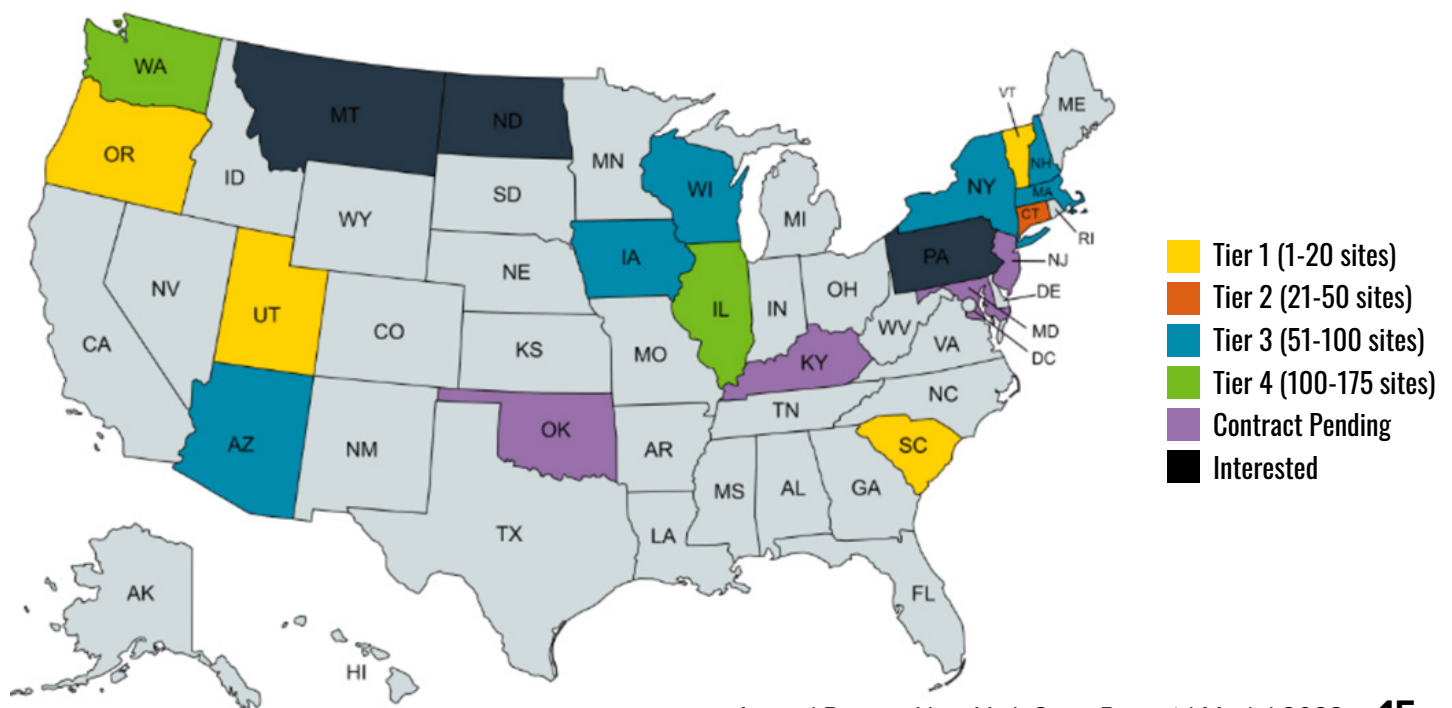 WA
MT
ND
OR
ID
MN
VT
ME
SD
WI
NY
NH
MA
WY
MI
CT
RI
IA
PA
NJ
NE
NV
OH
DE
UT
IL
IN
CA
CO
WV
MD
KS
MO
VA
DC
KY
NC
TN
OK
AZ
NM
AR
SC
MS
AL
GA
TX
LA
AK
FL
HI
Tier 1 (1-20 sites)
Tier 2 (21-50 sites)
Tier 3 (51-100 sites)
Tier 4 (100-175 sites)
Contract Pending
Interested